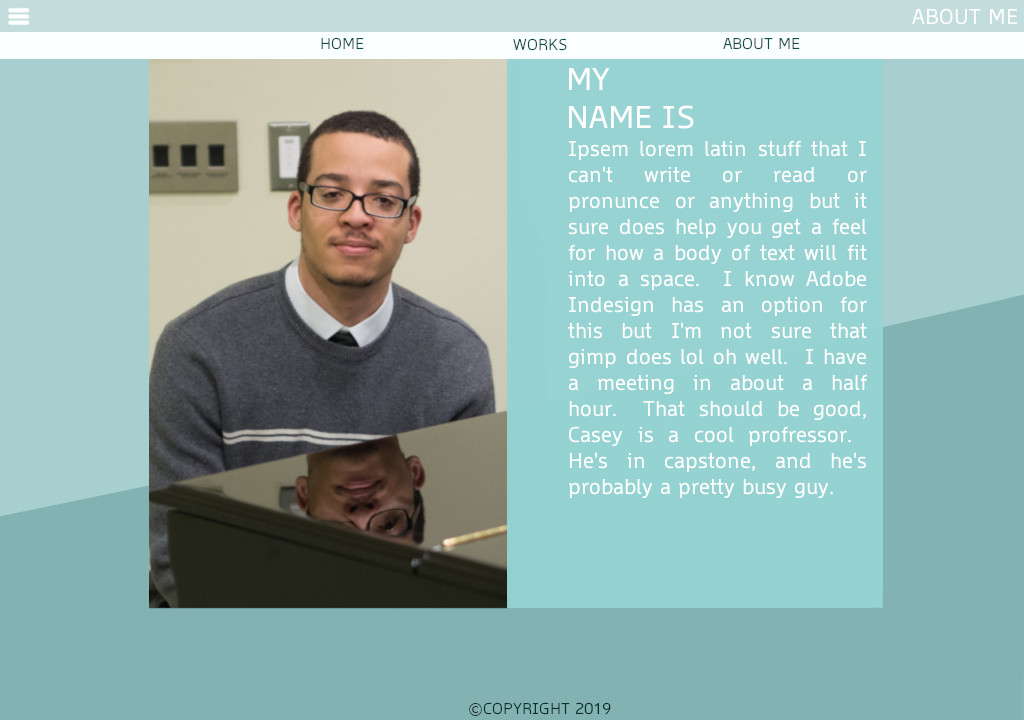 ABOUT ME
HOME WORKS ABOUT ME
MY
NAME IS
Ipsem lorem latin stuff that I
can't write or read or
pronunce or anything but it
sure does help you get a feel
for how a body of text will fit
into a space. I know Adobe
Indesign has an option for
this but I'm not sure that
gimp does lol oh well. I have
a meeting in about a half
hour. That should be good,
Casey is a cool profressor.
He's in capstone, and he's
probably a pretty busy guy.
©COPYRIGHT 2019